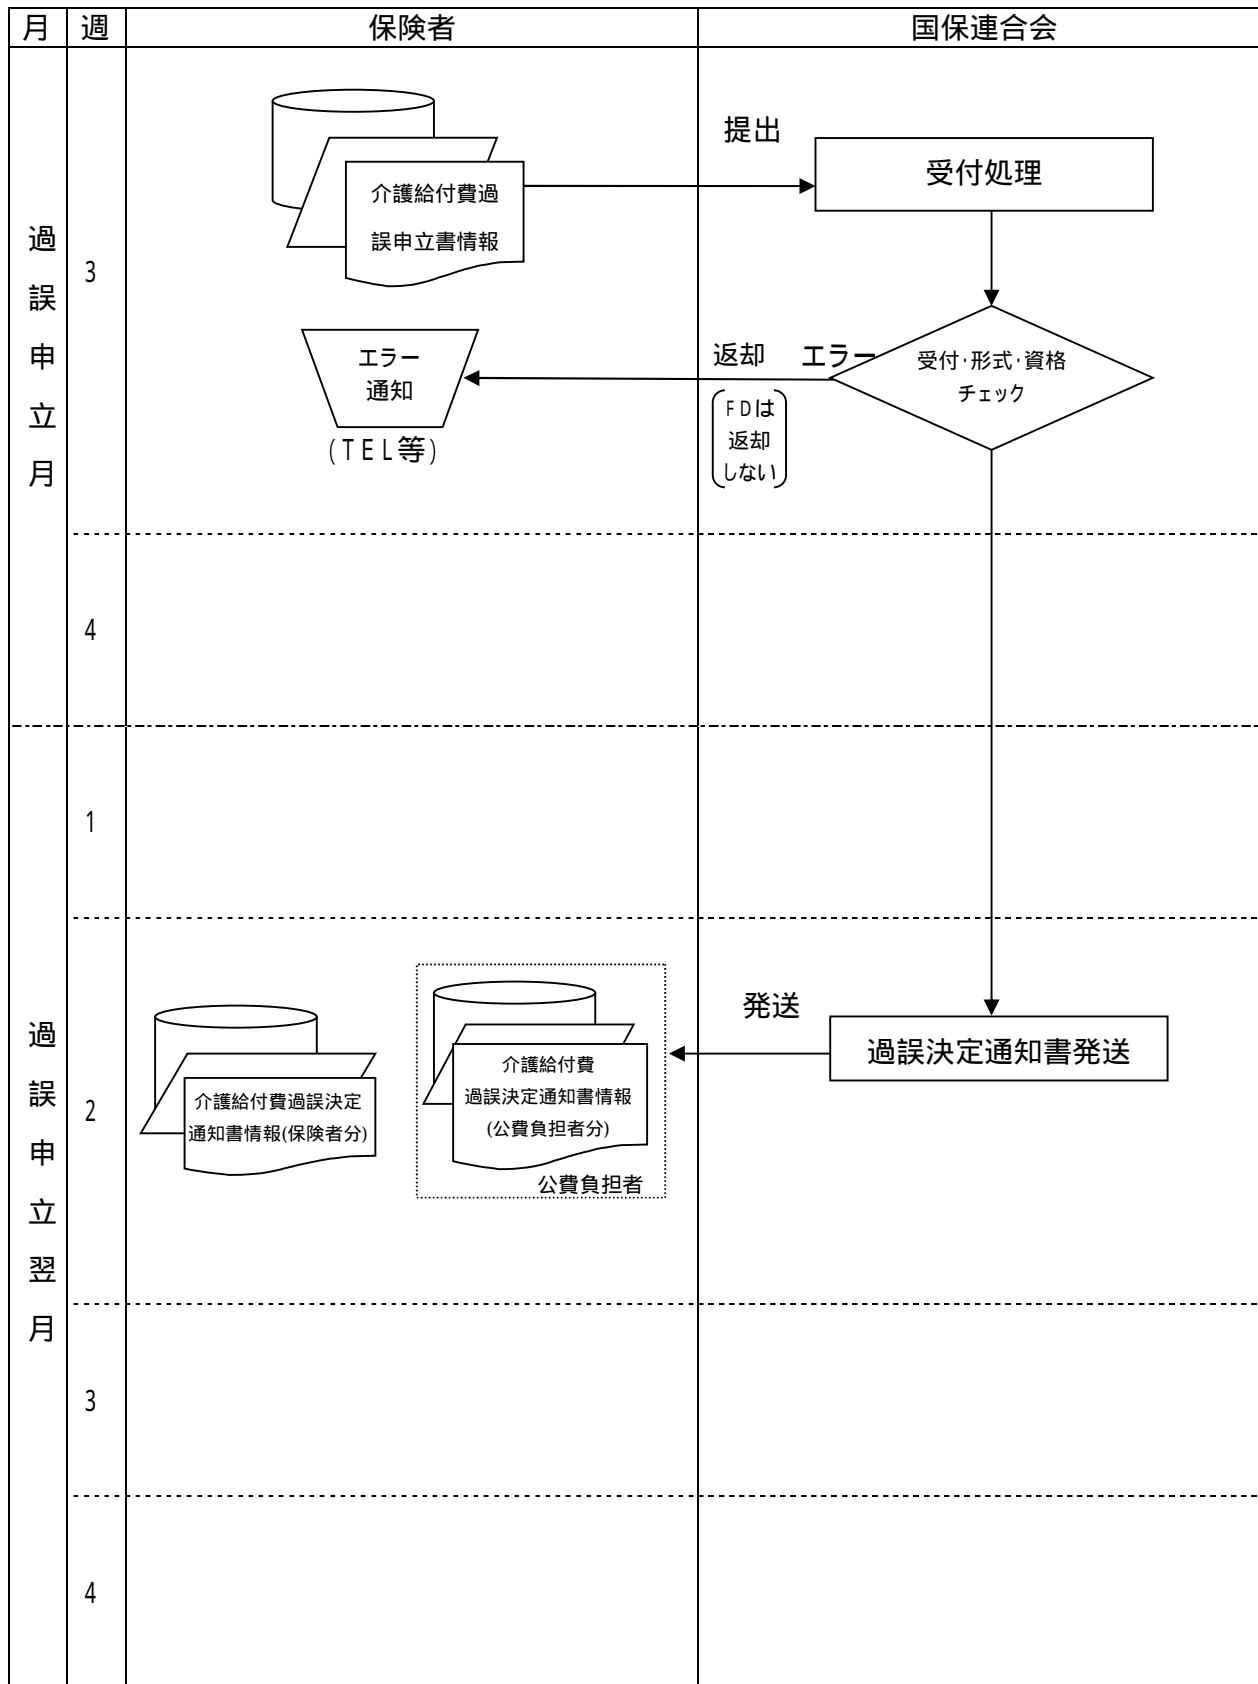 月 週 保険者 国保連合会
過誤申立月
3
介護給付費過
誤申立書情報
提出
受付処理
エラー
通知
(TEL等)
返却 エラー
FDは
返却
しない
受付・形式・資格
チェック
4
過誤申立翌月
1
2
介護給付費過誤決定
通知書情報(保険者分)
介護給付費
過誤決定通知書情報
(公費負担者分)
公費負担者
発送
過誤決定通知書発送
3
4